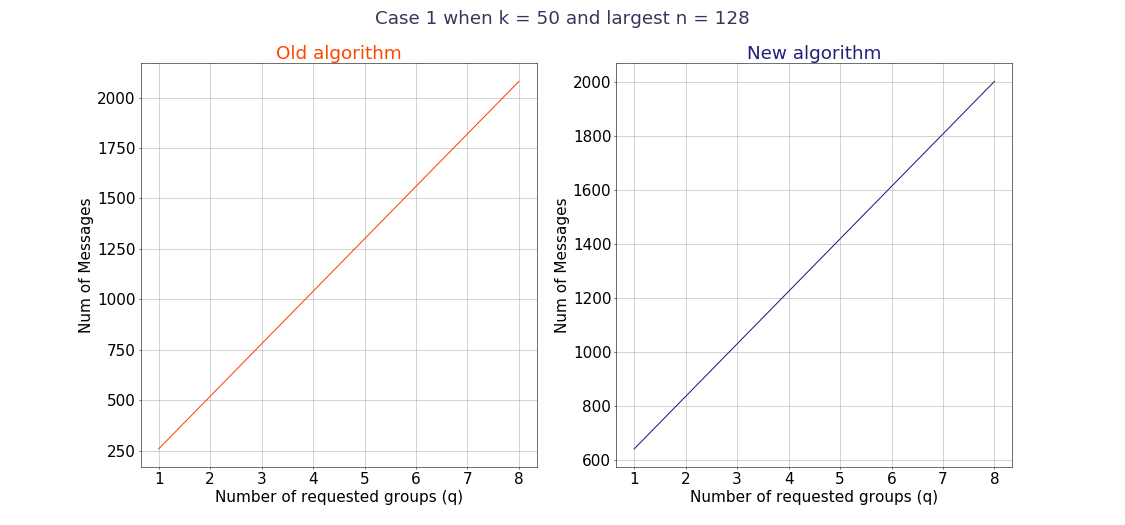 Case 1 when k = 50 and largest n = 128
Old algorithm
2000
1750
1500
1250
1000
750
500
250
Num of Messages
1 2 3 4 5 6 7 8
Number of requested groups (q)
New algorithm
2000
1800
1600
1400
1200
1000
800
600
Num of Messages
1 2 3 4 5 6 7 8
Number of requested groups (q)